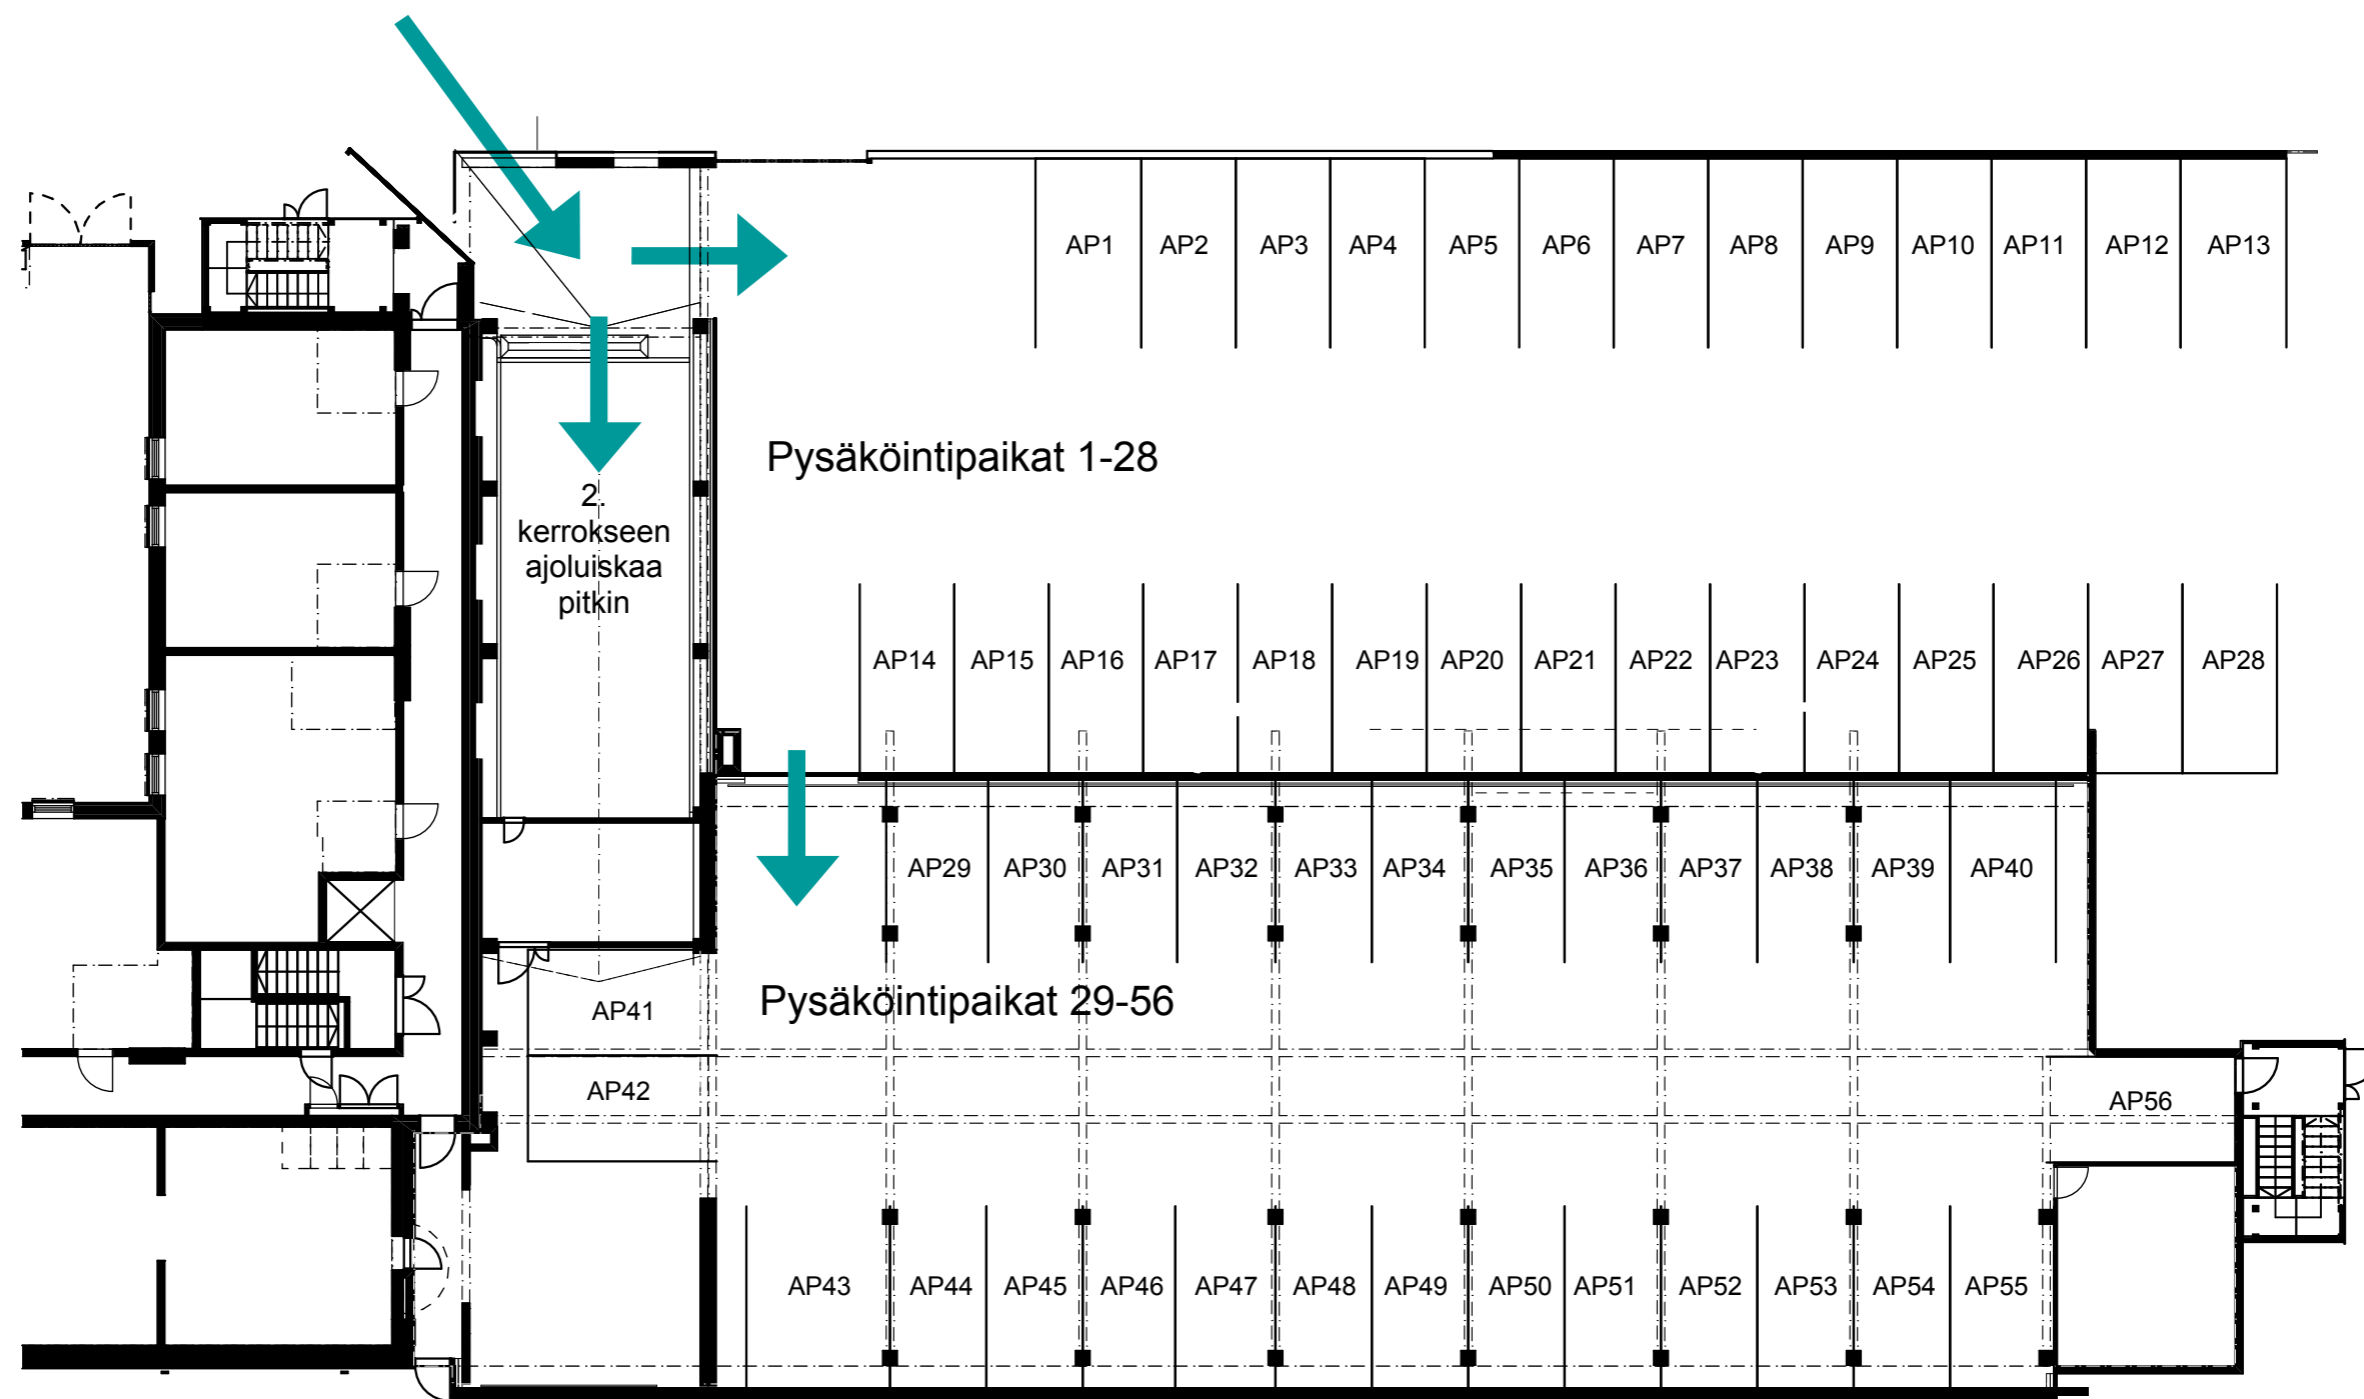 AP1 AP2 AP3 AP4 AP5 AP6 AP7 AP8 AP9 AP10 AP11 AP12 AP13
Pysäköintipaikat 1-28
2.
kerrokseen
ajoluiskaa
pitkin
AP14 AP15 AP16 AP17 AP18 AP19 AP20 AP21 AP22 AP23 AP24 AP25 AP26 AP27 AP28
AP29 AP30 AP31 AP32 AP33 AP34 AP35 AP36 AP37 AP38 AP39 AP40
Pysäköintipaikat 29-56
AP41
AP42
AP56
AP43 AP44 AP45 AP46 AP47 AP48 AP49 AP50 AP51 AP52 AP53 AP54 AP55